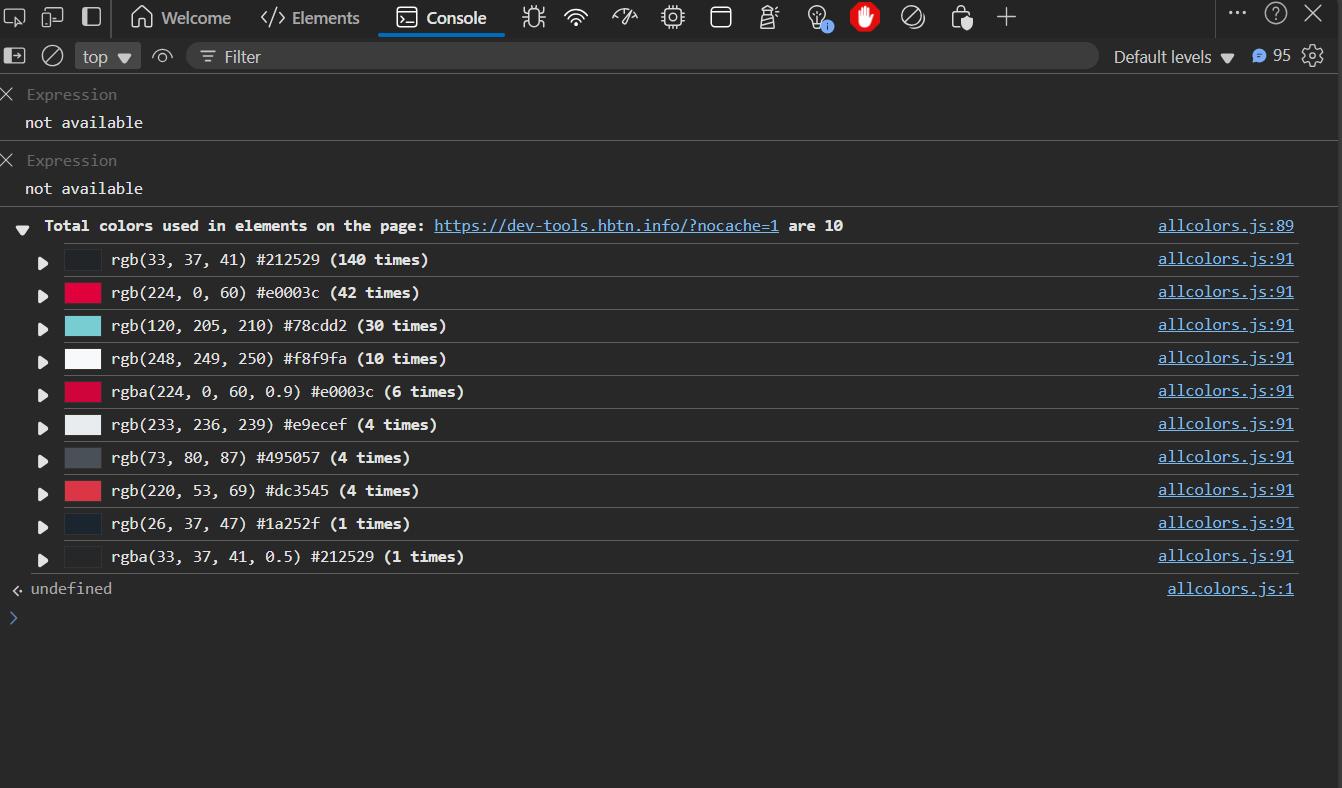 Welcome Elements Console
top Filter Default levels 95
Expression
not available
Expression
not available
Total colors used in elements on the page: https://dev-tools.hbtn.info/?nocache=1 are 10 allcolors.js:89
rgb(33, 37, 41) #212529 (140 times) allcolors.js:91
rgb(224, 0, 60) #e0003c (42 times) allcolors.js:91
rgb(120, 205, 210) #78cdd2 (30 times) allcolors.js:91
rgb(248, 249, 250) #f8f9fa (10 times) allcolors.js:91
rgba(224, 0, 60, 0.9) #e0003c (6 times) allcolors.js:91
rgb(233, 236, 239) #e9ecef (4 times) allcolors.js:91
rgb(73, 80, 87) #495057 (4 times) allcolors.js:91
rgb(220, 53, 69) #dc3545 (4 times) allcolors.js:91
rgb(26, 37, 47) #1a252f (1 times) allcolors.js:91
rgba(33, 37, 41, 0.5) #212529 (1 times) allcolors.js:91
undefined allcolors.js:1